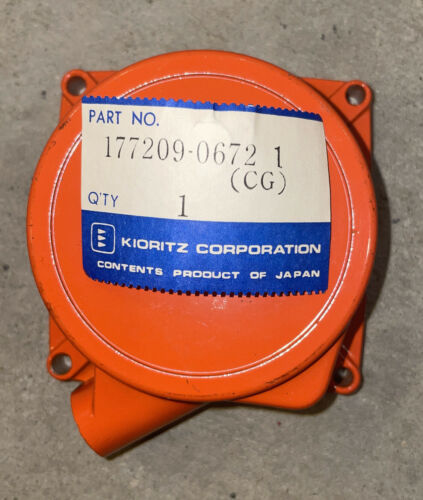 PART NO.
177209-0672 1
(CG)
Q'TY 1
KIORITZ CORPORATION
CONTENTS PRODUCT OF JAPAN